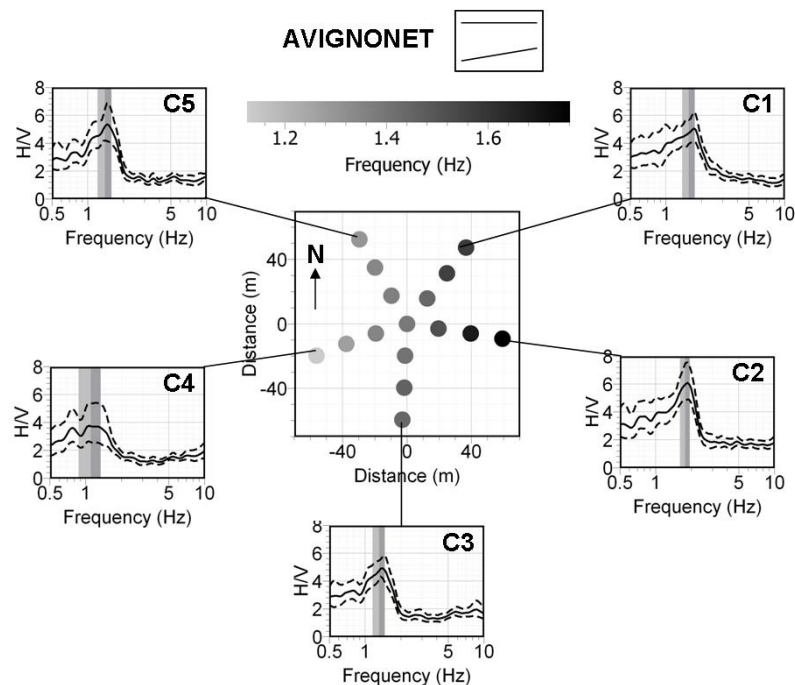 AVIGNONET
1.2 1.4 1.6
Frequency (Hz)
C5
H/V
8
6
4
2
0
0.5 1 5 10
Frequency (Hz)
C1
H/V
8
6
4
2
0
0.5 1 5 10
Frequency (Hz)
N
Distance (m)
40
0
-40
-40 0 40
Distance (m)
C4
H/V
8
6
4
2
0
0.5 1 5 10
Frequency (Hz)
C2
H/V
8
6
4
2
0
0.5 1 5 10
Frequency (Hz)
C3
H/V
8
6
4
2
0
0.5 1 5 10
Frequency (Hz)